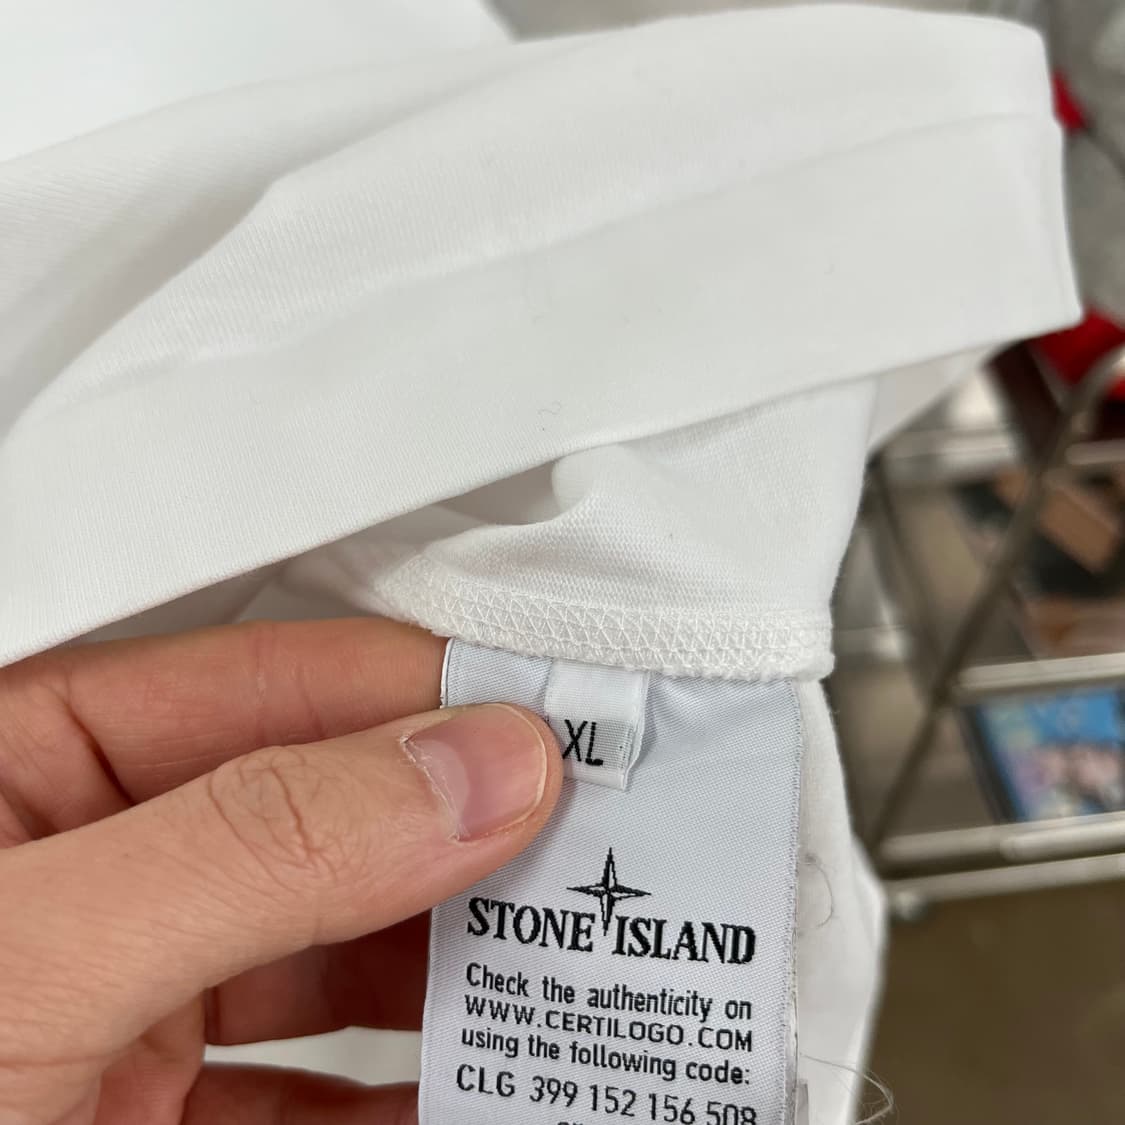 XL
STONE ISLAND
Check the authenticity on
WWW.CERTILOGO.COM
using the following code:
CLG 399 152 156 508